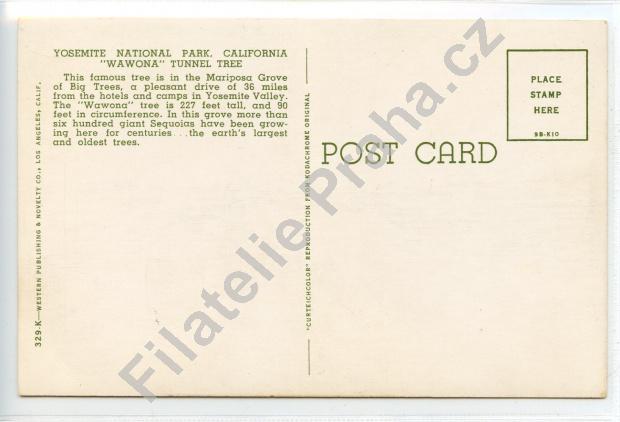 YOSEMITE NATIONAL PARK, CALIFORNIA
"WAWONA" TUNNEL TREE
This famous tree is in the Mariposa Grove
of Big Trees, a pleasant drive of 36 miles
from the hotels and camps in Yosemite Valley.
The "Wawona" tree is 227 feet tall, and 90
feet in circumference. In this grove more than
six hundred giant Sequoias have been grow-
ing here for centuries . . . the earth's largest
and oldest trees.
329-K—WESTERN PUBLISHING & NOVELTY CO., LOS ANGELES, CALIF.
"CURTEICHCOLOR" REPRODUCTION FROM KODACHROME ORIGINAL
POST CARD
PLACE
STAMP
HERE
9B-K10
Filatelie Praha.cz